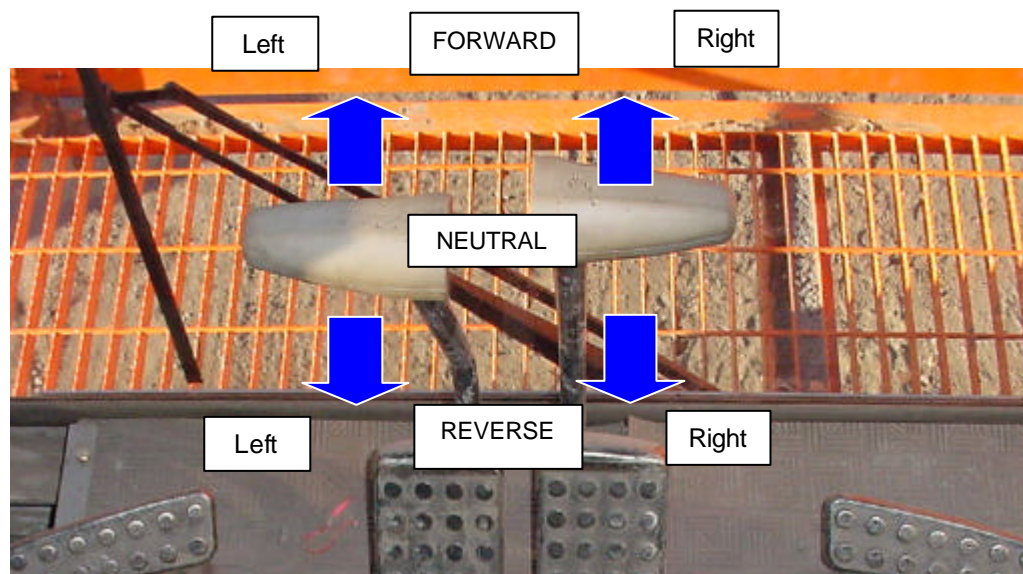 Left
FORWARD
Right
NEUTRAL
Left
REVERSE
Right